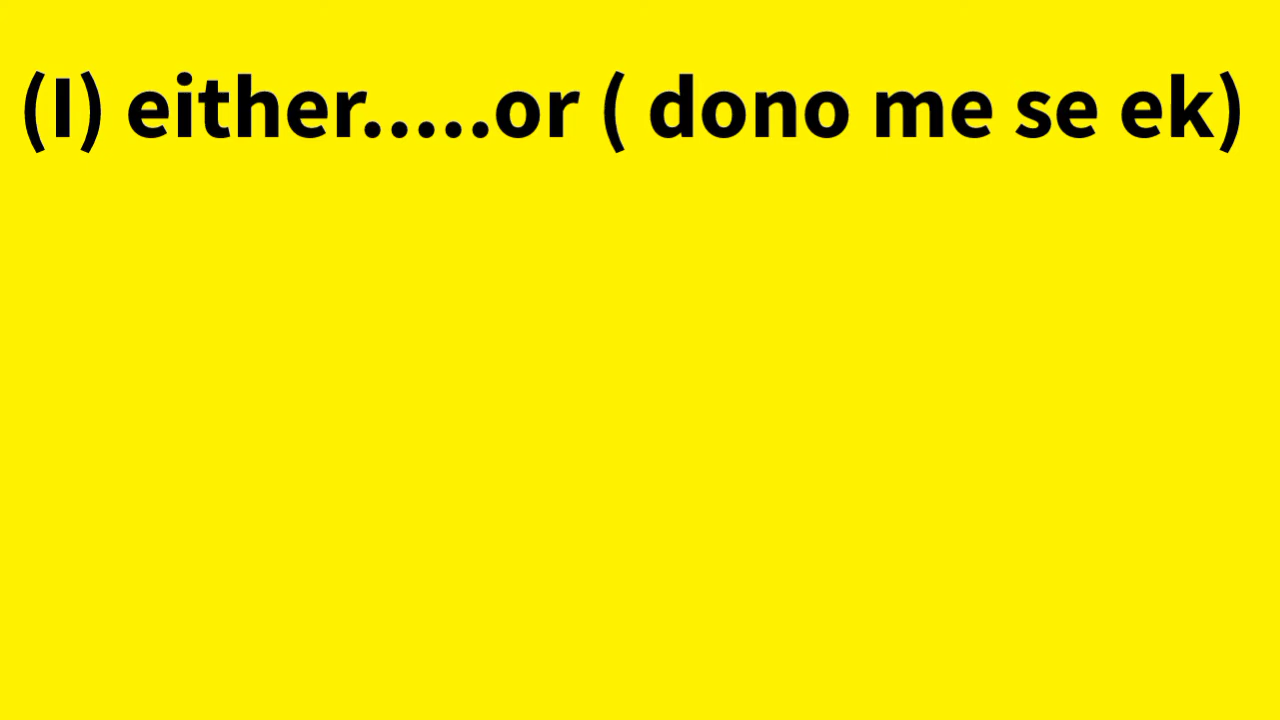 (I) either.....or ( dono me se ek)